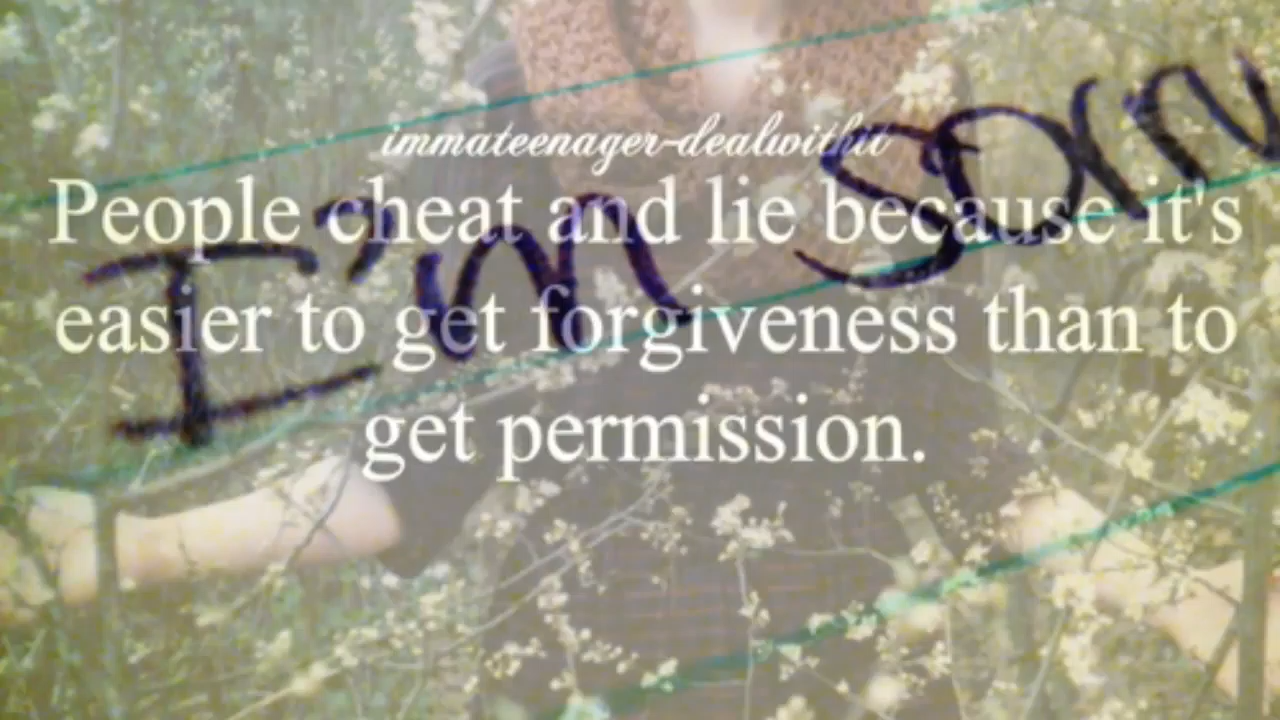 immateenager-dealwithit
People cheat and lie because it's
easier to get forgiveness than to
get permission.
I'm sorry